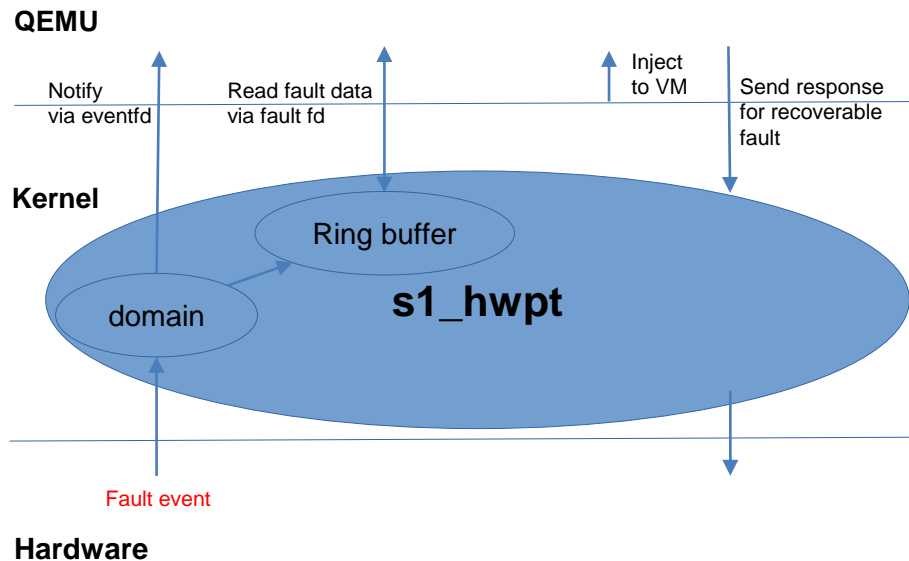 QEMU
Notify
via eventfd
Read fault data
via fault fd
Inject
to VM
Send response
for recoverable
fault
Kernel
Ring buffer
domain
s1_hwpt
Fault event
Hardware